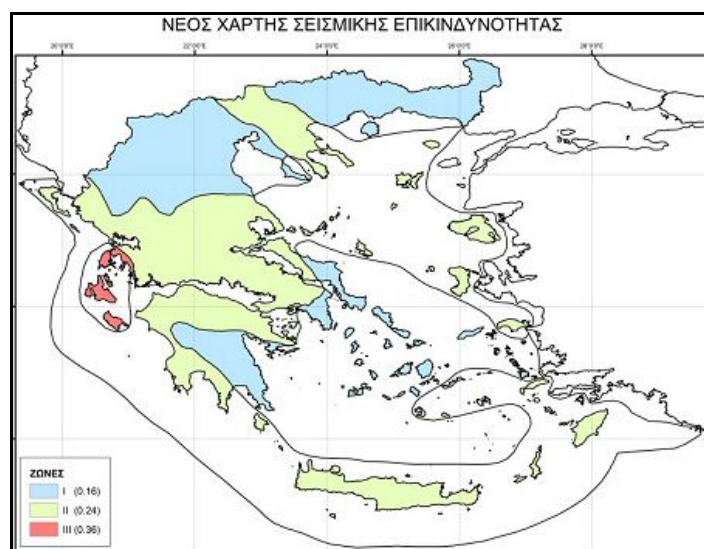 ΝΕΟΣ ΧΑΡΤΗΣ ΣΕΙΣΜΙΚΗΣ ΕΠΙΚΙΝΔΥΝΟΤΗΤΑΣ
ΖΩΝΕΣ
I (0.16)
II (0.24)
III (0.36)